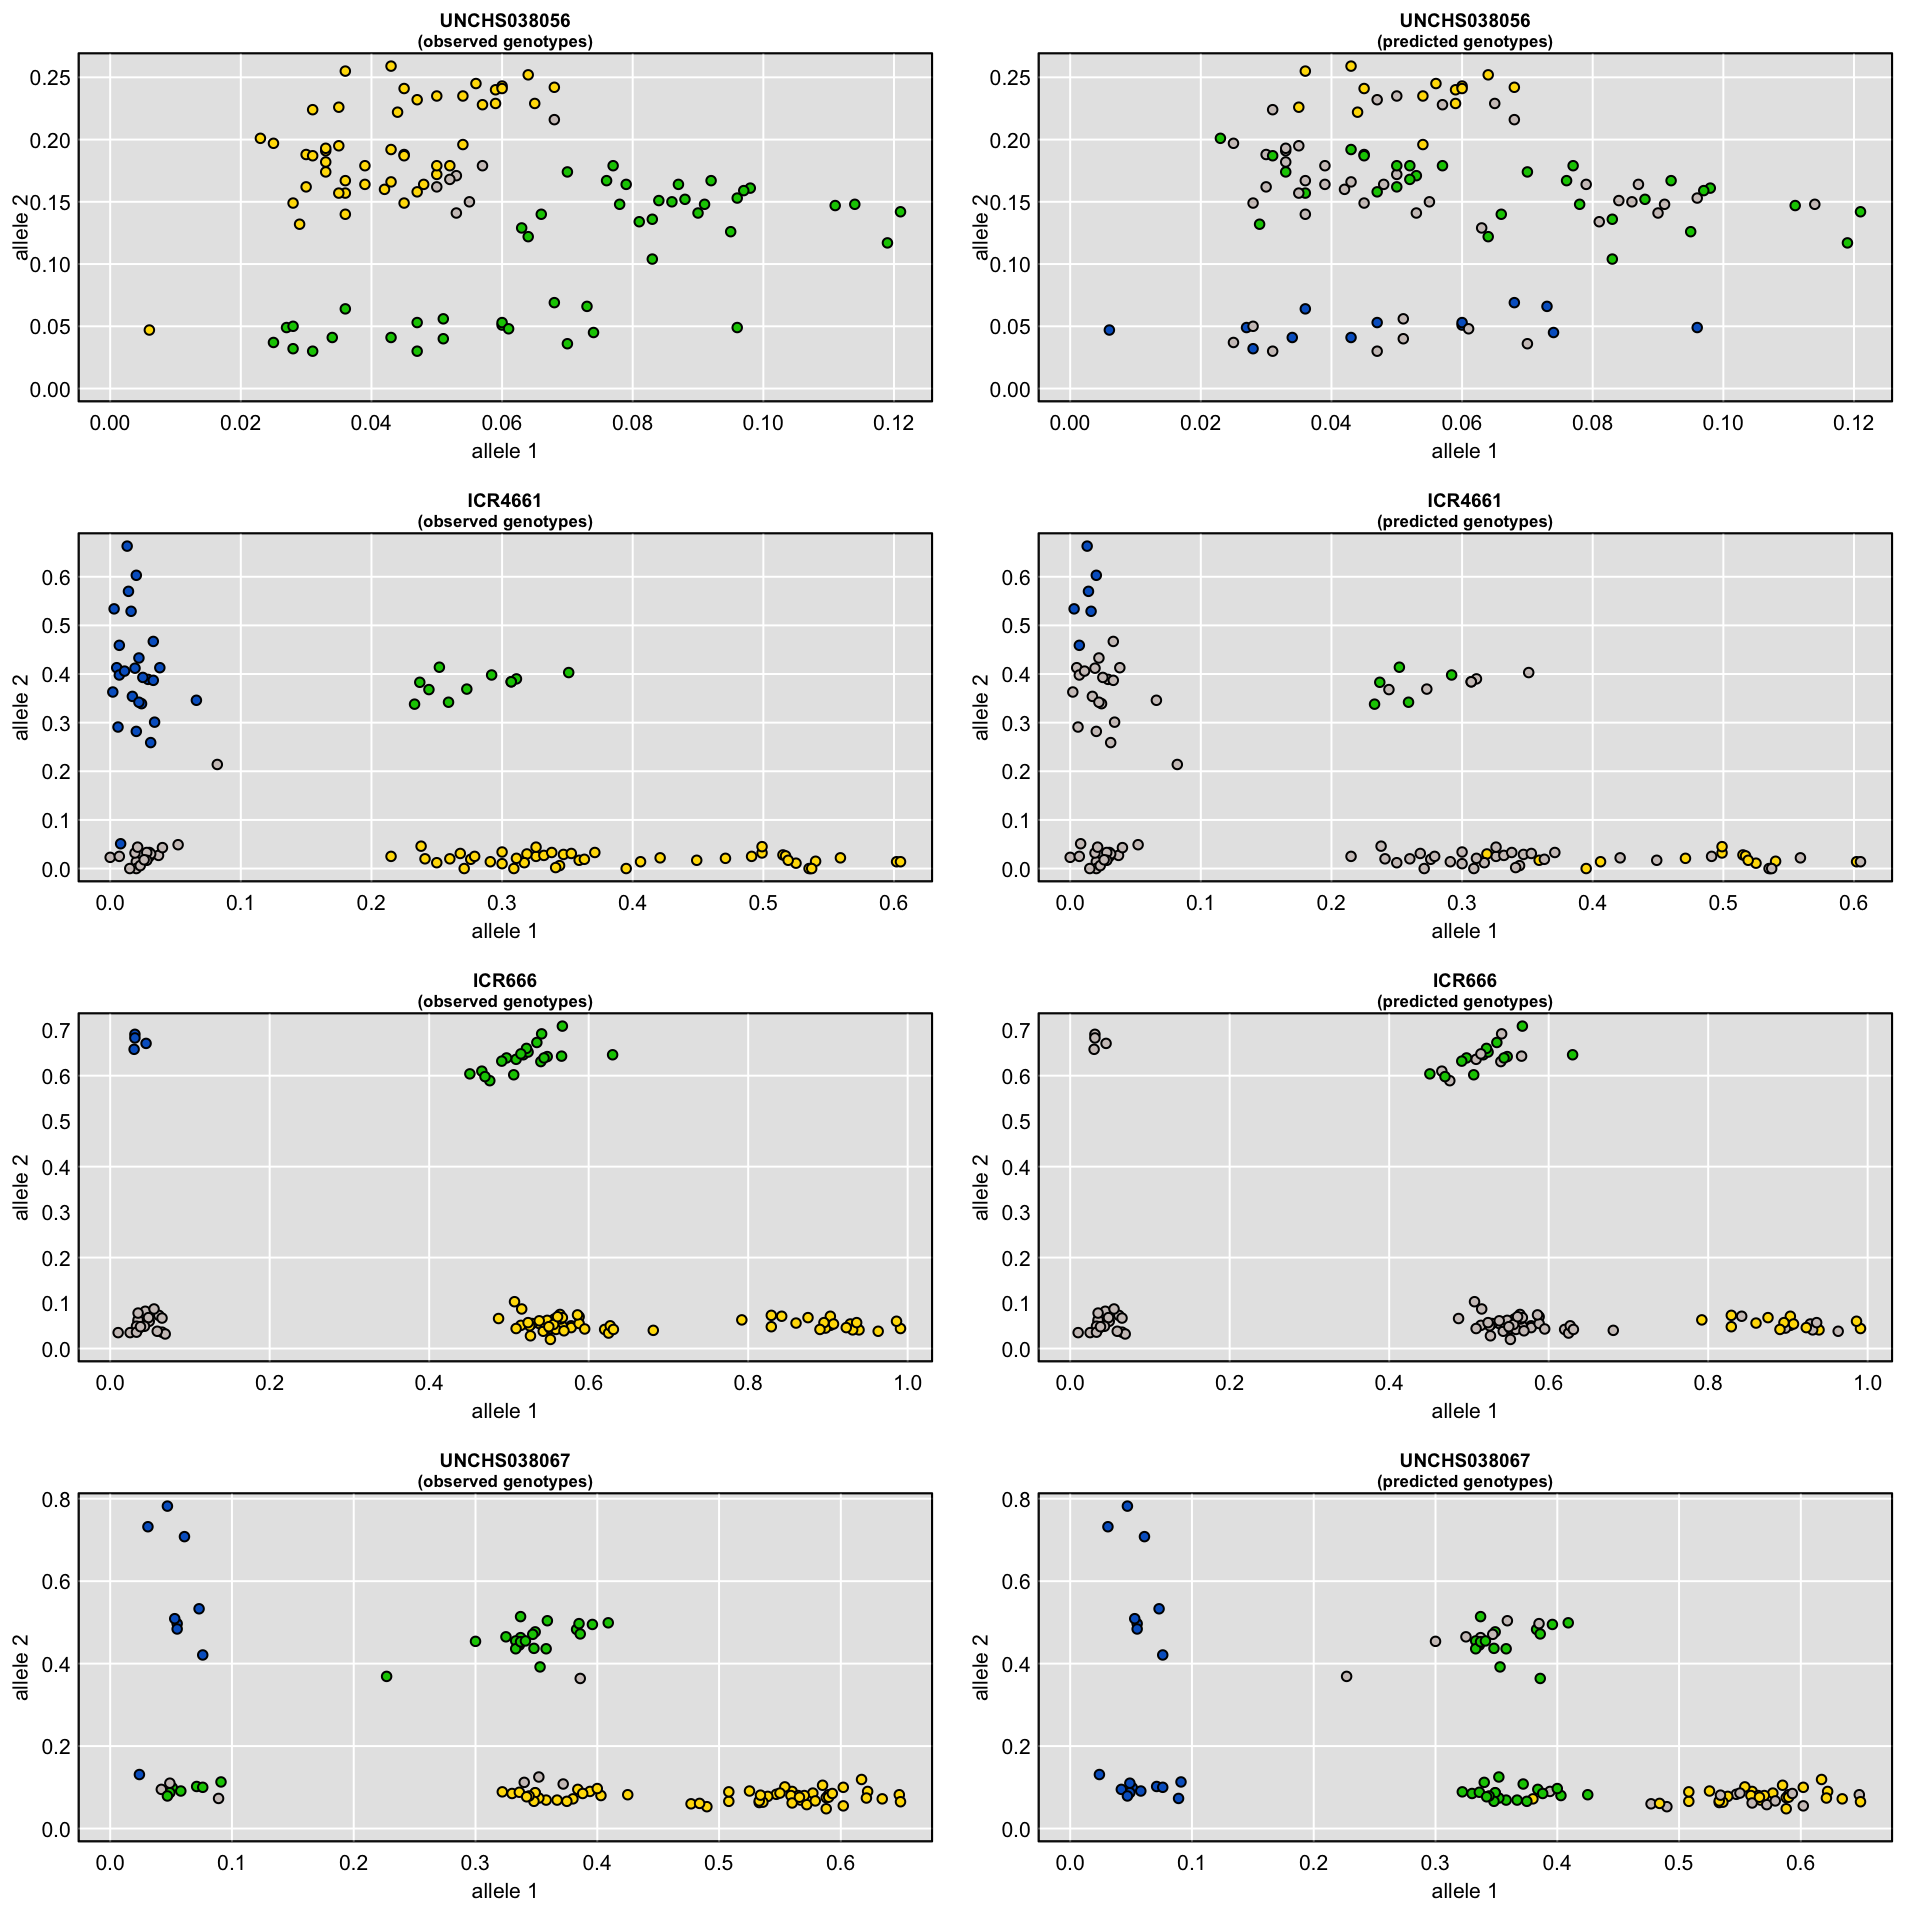 UNCHS038056
(observed genotypes)
allele 2
0.25
0.20
0.15
0.10
0.05
0.00
0.00 0.02 0.04 0.06 0.08 0.10 0.12
allele 1
UNCHS038056
(predicted genotypes)
allele 2
0.25
0.20
0.15
0.10
0.05
0.00
0.00 0.02 0.04 0.06 0.08 0.10 0.12
allele 1
ICR4661
(observed genotypes)
allele 2
0.6
0.5
0.4
0.3
0.2
0.1
0.0
0.0 0.1 0.2 0.3 0.4 0.5 0.6
allele 1
ICR4661
(predicted genotypes)
allele 2
0.6
0.5
0.4
0.3
0.2
0.1
0.0
0.0 0.1 0.2 0.3 0.4 0.5 0.6
allele 1
ICR666
(observed genotypes)
allele 2
0.7
0.6
0.5
0.4
0.3
0.2
0.1
0.0
0.0 0.2 0.4 0.6 0.8 1.0
allele 1
ICR666
(predicted genotypes)
allele 2
0.7
0.6
0.5
0.4
0.3
0.2
0.1
0.0
0.0 0.2 0.4 0.6 0.8 1.0
allele 1
UNCHS038067
(observed genotypes)
allele 2
0.8
0.6
0.4
0.2
0.0
0.0 0.1 0.2 0.3 0.4 0.5 0.6
allele 1
UNCHS038067
(predicted genotypes)
allele 2
0.8
0.6
0.4
0.2
0.0
0.0 0.1 0.2 0.3 0.4 0.5 0.6
allele 1